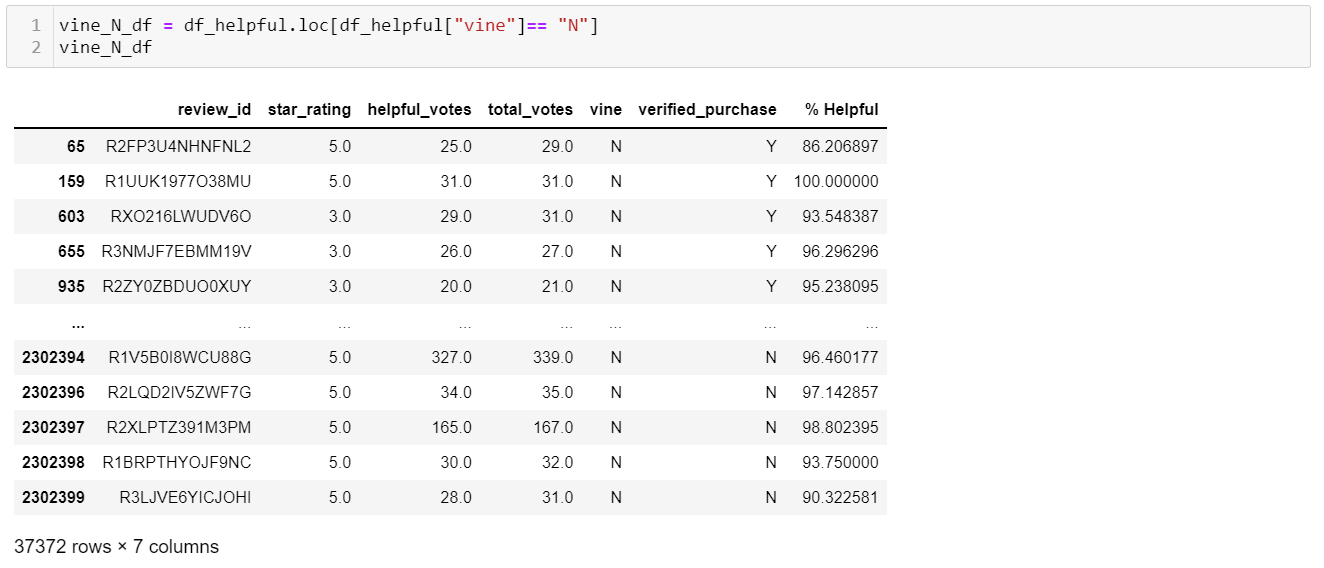 1 vine_N_df = df_helpful.loc[df_helpful["vine"]== "N"]
2 vine_N_df
review_id star_rating helpful_votes total_votes vine verified_purchase % Helpful
65 R2FP3U4NHNFNL2 5.0 25.0 29.0 N Y 86.206897
159 R1UUK1977O38MU 5.0 31.0 31.0 N Y 100.000000
603 RXO216LWUDV6O 3.0 29.0 31.0 N Y 93.548387
655 R3NMJF7EBMM19V 3.0 26.0 27.0 N Y 96.296296
935 R2ZY0ZBDUO0XUY 3.0 20.0 21.0 N Y 95.238095
... ... ... ... ... ... ... ...
2302394 R1V5B0I8WCU88G 5.0 327.0 339.0 N N 96.460177
2302396 R2LQD2IV5ZWF7G 5.0 34.0 35.0 N N 97.142857
2302397 R2XLPTZ391M3PM 5.0 165.0 167.0 N N 98.802395
2302398 R1BRPTHYOJF9NC 5.0 30.0 32.0 N N 93.750000
2302399 R3LJVE6YICJOHI 5.0 28.0 31.0 N N 90.322581
37372 rows × 7 columns